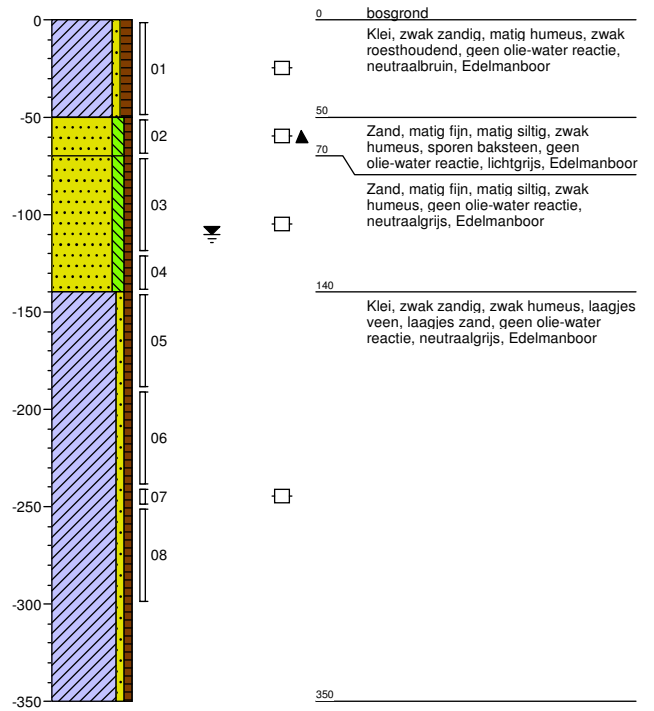 0
-50
-100
-150
-200
-250
-300
-350
01
02
03
04
05
06
07
08
0 bosgrond
Klei, zwak zandig, matig humeus, zwak
roesthoudend, geen olie-water reactie,
neutraalbruin, Edelmanboor
50
Zand, matig fijn, matig siltig, zwak
humeus, sporen baksteen, geen
olie-water reactie, lichtgrijs, Edelmanboor
70
Zand, matig fijn, matig siltig, zwak
humeus, geen olie-water reactie,
neutraalgrijs, Edelmanboor
140
Klei, zwak zandig, zwak humeus, laagjes
veen, laagjes zand, geen olie-water
reactie, neutraalgrijs, Edelmanboor
350